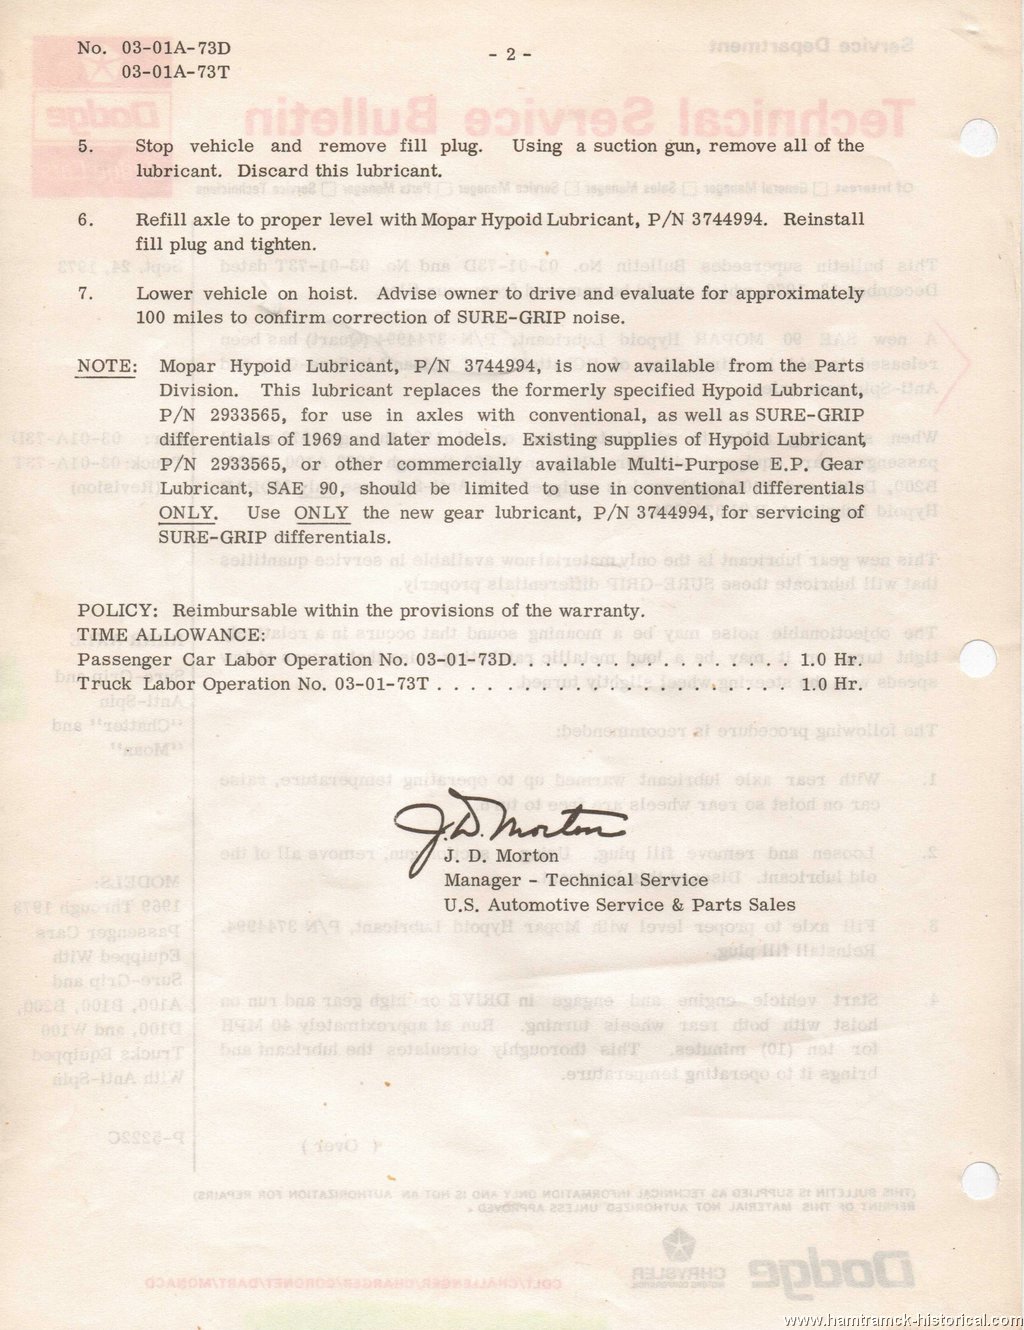 No. 03-01A-73D
03-01A-73T
- 2 -
5. Stop vehicle and remove fill plug. Using a suction gun, remove all of the
lubricant. Discard this lubricant.
6. Refill axle to proper level with Mopar Hypoid Lubricant, P/N 3744994. Reinstall
fill plug and tighten.
7. Lower vehicle on hoist. Advise owner to drive and evaluate for approximately
100 miles to confirm correction of SURE-GRIP noise.
NOTE: Mopar Hypoid Lubricant, P/N 3744994, is now available from the Parts
Division. This lubricant replaces the formerly specified Hypoid Lubricant,
P/N 2933565, for use in axles with conventional, as well as SURE-GRIP
differentials of 1969 and later models. Existing supplies of Hypoid Lubricant,
P/N 2933565, or other commercially available Multi-Purpose E.P. Gear
Lubricant, SAE 90, should be limited to use in conventional differentials
ONLY. Use ONLY the new gear lubricant, P/N 3744994, for servicing of
SURE-GRIP differentials.
POLICY: Reimbursable within the provisions of the warranty.
TIME ALLOWANCE:
Passenger Car Labor Operation No. 03-01-73D. . . . . . . . . . . . . . . . . 1.0 Hr.
Truck Labor Operation No. 03-01-73T . . . . . . . . . . . . . . . . . . . . . 1.0 Hr.
J. D. Morton
J. D. Morton
Manager - Technical Service
U.S. Automotive Service & Parts Sales
www.hamtramck-historical.com